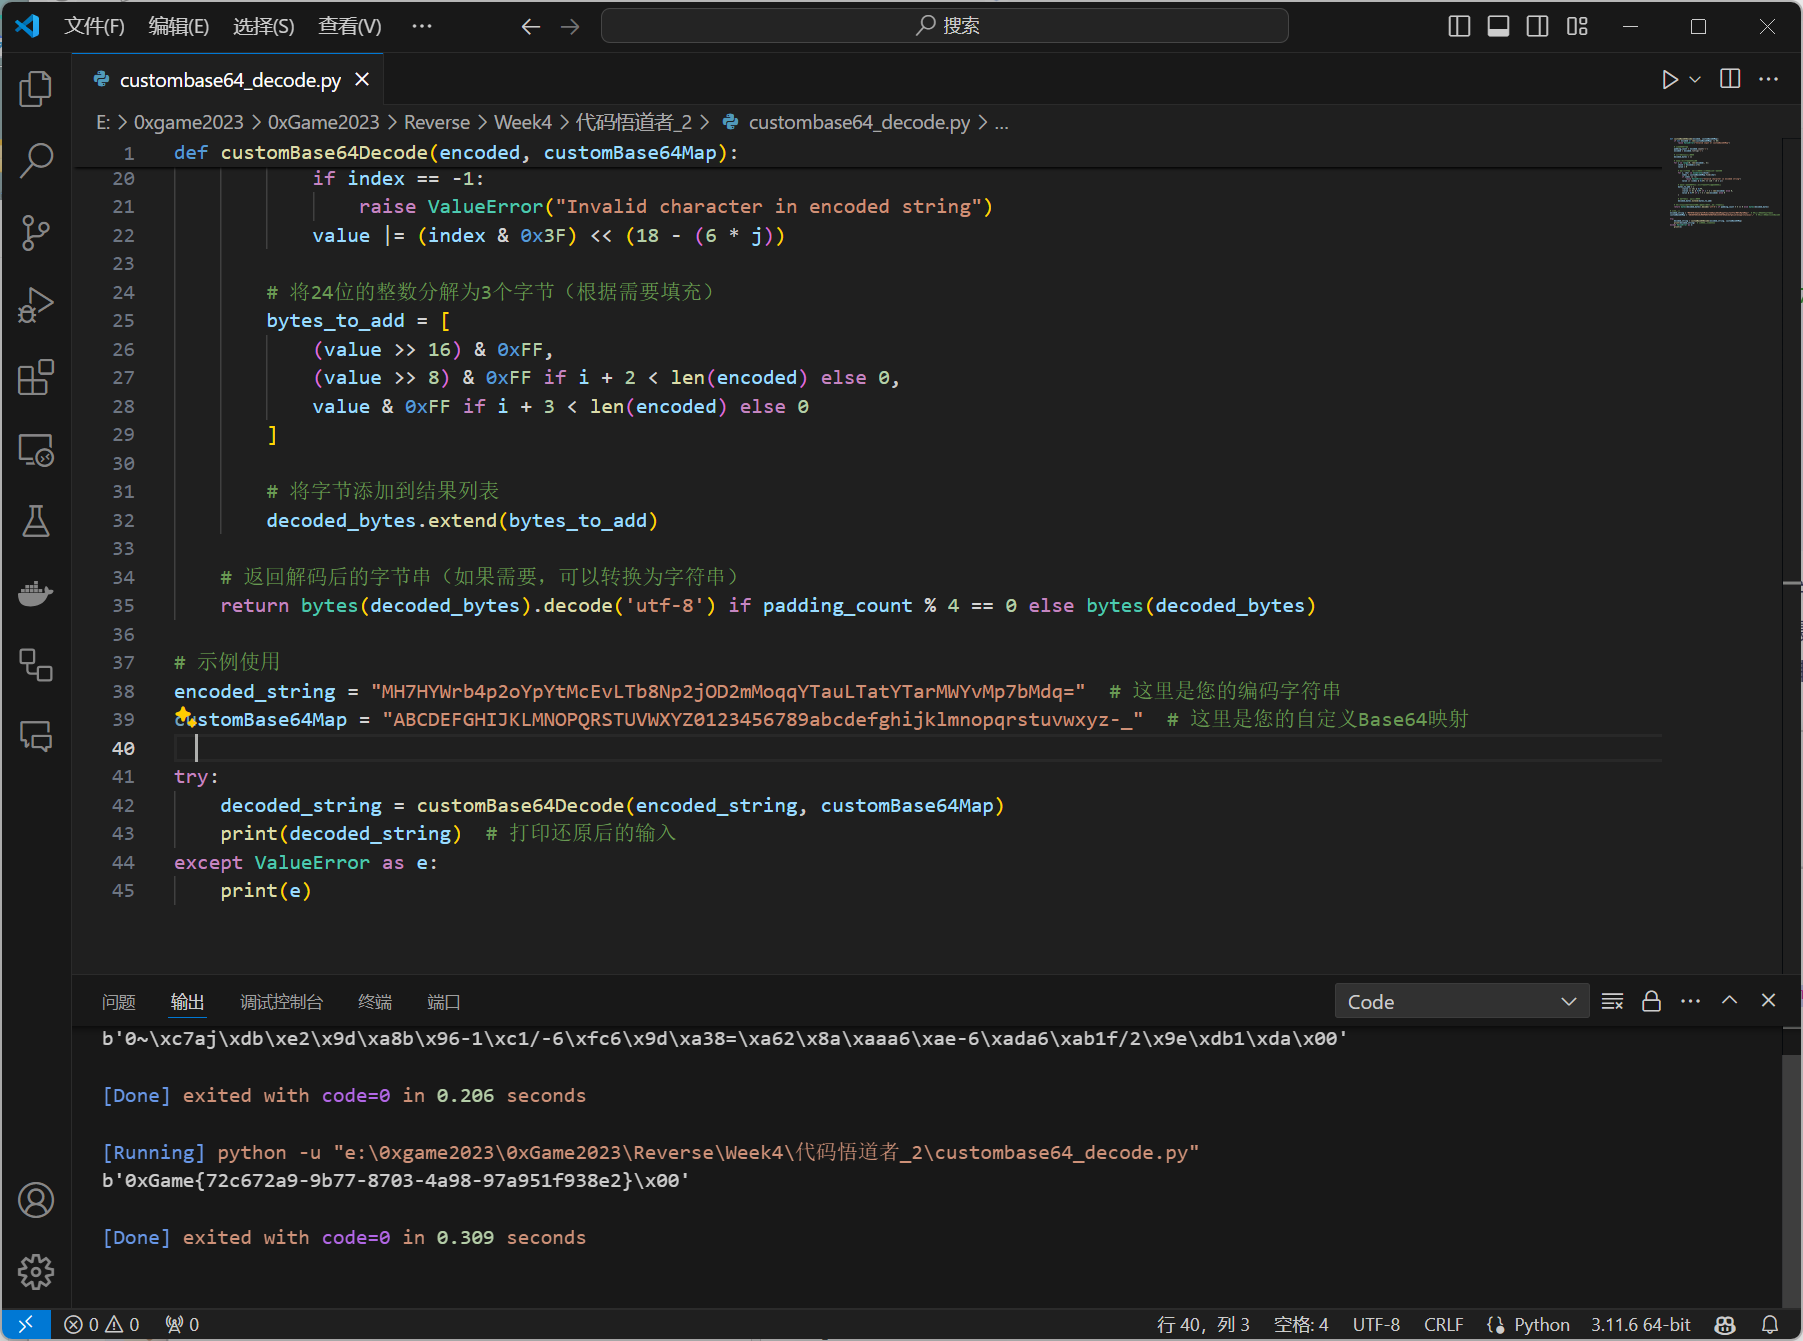 文件(F) 编辑(E) 选择(S) 查看(V) ··· 搜索
custombase64_decode.py
E: > 0xgame2023 > 0xGame2023 > Reverse > Week4 > 代码悟道者_2 > custombase64_decode.py > ...
1 def customBase64Decode(encoded, customBase64Map):
20 if index == -1:
21 raise ValueError("Invalid character in encoded string")
22 value |= (index & 0x3F) << (18 - (6 * j))
23
24 # 将24位的整数分解为3个字节（根据需要填充）
25 bytes_to_add = [
26 (value >> 16) & 0xFF,
27 (value >> 8) & 0xFF if i + 2 < len(encoded) else 0,
28 value & 0xFF if i + 3 < len(encoded) else 0
29 ]
30
31 # 将字节添加到结果列表
32 decoded_bytes.extend(bytes_to_add)
33
34 # 返回解码后的字节串（如果需要，可以转换为字符串）
35 return bytes(decoded_bytes).decode('utf-8') if padding_count % 4 == 0 else bytes(decoded_bytes)
36
37 # 示例使用
38 encoded_string = "MH7HYWrb4p2oYpYtMcEvLTb8Np2jOD2mMoqqYTauLTatYTarMWYvMp7bMdq=" # 这里是您的编码字符串
39 customBase64Map = "ABCDEFGHIJKLMNOPQRSTUVWXYZ0123456789abcdefghijklmnopqrstuvwxyz-_" # 这里是您的自定义Base64映射
40
41 try:
42 decoded_string = customBase64Decode(encoded_string, customBase64Map)
43 print(decoded_string) # 打印还原后的输入
44 except ValueError as e:
45 print(e)
问题 输出 调试控制台 终端 端口 Code
b'0~\xc7aj\xdb\xe2\x9d\xa8b\x96-1\xc1/-6\xfc6\x9d\xa38=\xa62\x8a\xaaa6\xae-6\xada6\xab1f/2\x9e\xdb1\xda\x00'
[Done] exited with code=0 in 0.206 seconds
[Running] python -u "e:\0xgame2023\0xGame2023\Reverse\Week4\代码悟道者_2\custombase64_decode.py"
b'0xGame{72c672a9-9b77-8703-4a98-97a951f938e2}\x00'
[Done] exited with code=0 in 0.309 seconds
0 0 0 行 40, 列 3 空格: 4 UTF-8 CRLF Python 3.11.6 64-bit